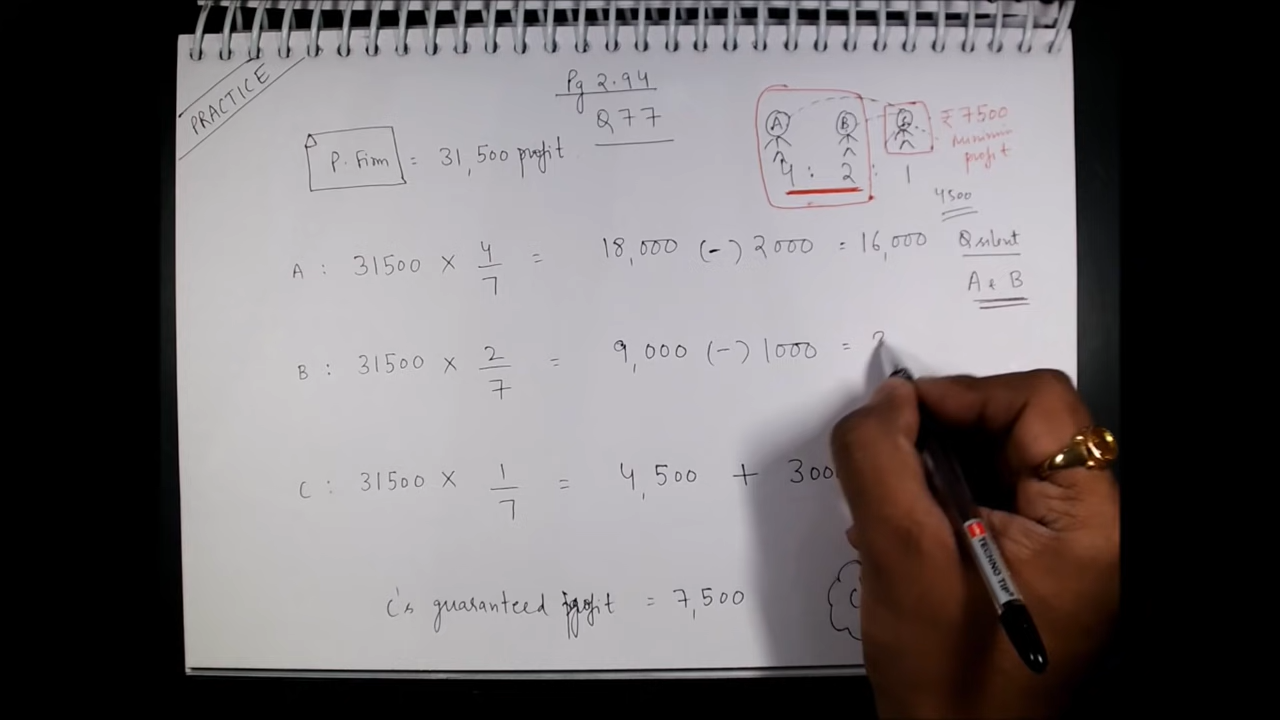 PRACTICE
Pg 2.94
Q 77
P. Firm = 31,500 profit
A B C
₹ 7500
minimum
profit
4 : 2 : 1
4500
Q silent
A & B
A : 31500 × 4/7 = 18,000 (-) 2000 = 16,000
B : 31500 × 2/7 = 9,000 (-) 1000 =
C : 31500 × 1/7 = 4,500 + 300
C's guaranteed profit = 7,500
TECHNO TIP